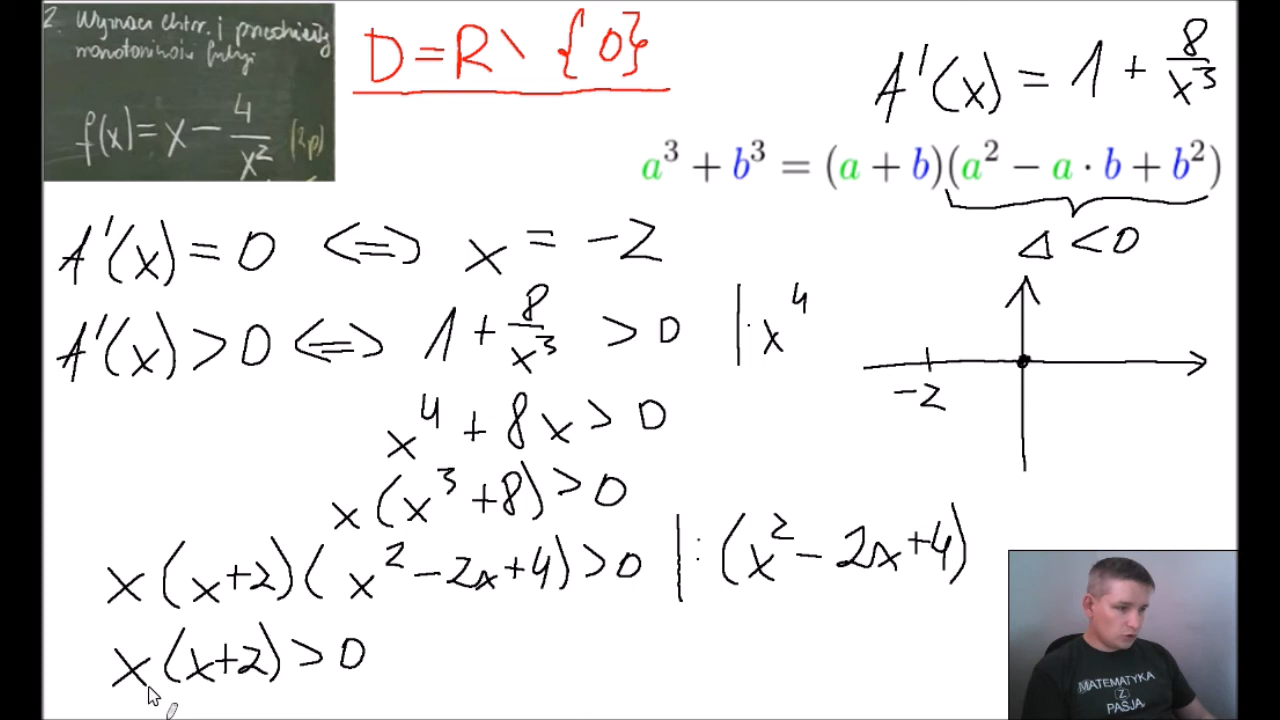 2. Wyznacz ekstr. i przedziały
monotoniczności funkcji
f(x) = x − 4/x² (2p)
D = R \ {0}
A'(x) = 1 + 8/x³
a³ + b³ = (a + b)(a² − a · b + b²)
Δ < 0
A'(x) = 0 <=> x = −2
A'(x) > 0 <=> 1 + 8/x³ > 0 | · x⁴
−2
x⁴ + 8x > 0
x(x³ + 8) > 0
x(x+2)(x² − 2x + 4) > 0 | : (x² − 2x + 4)
x(x+2) > 0
MATEMATYKA
Z
PASJĄ